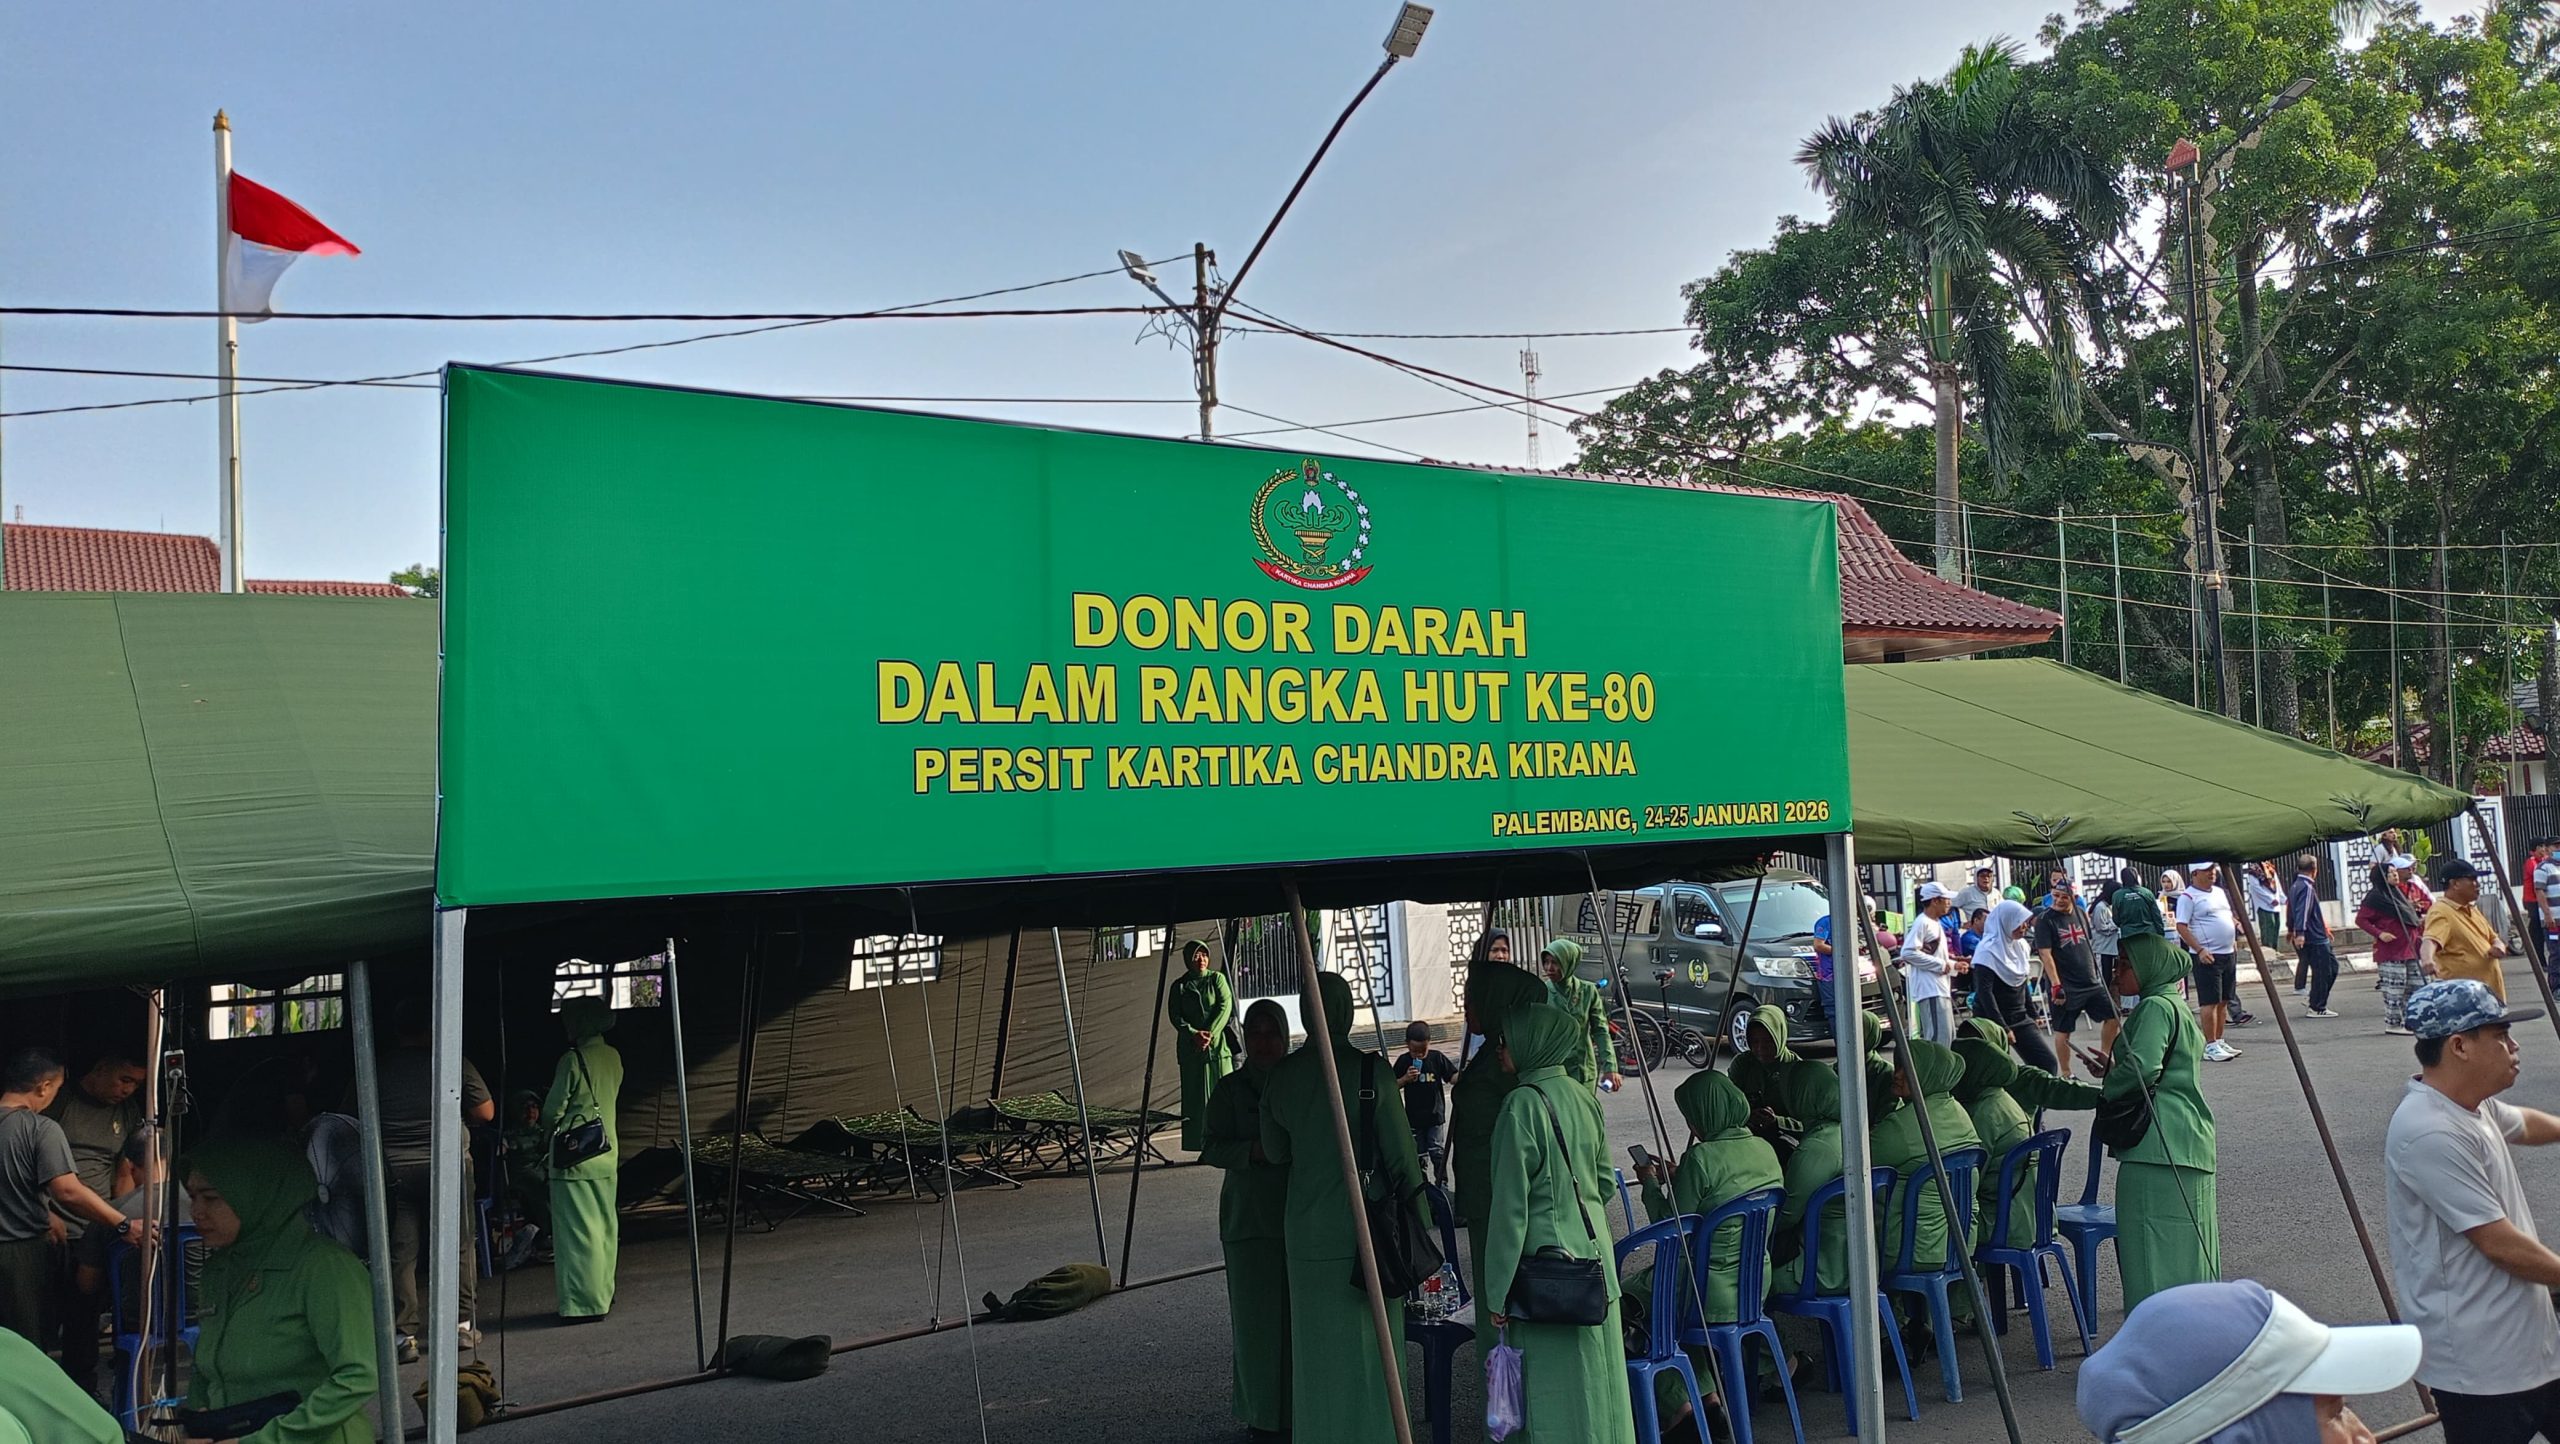 KARTIKA CHANDRA KIRANA
DONOR DARAH
DALAM RANGKA HUT KE-80
PERSIT KARTIKA CHANDRA KIRANA
PALEMBANG, 24-25 JANUARI 2026